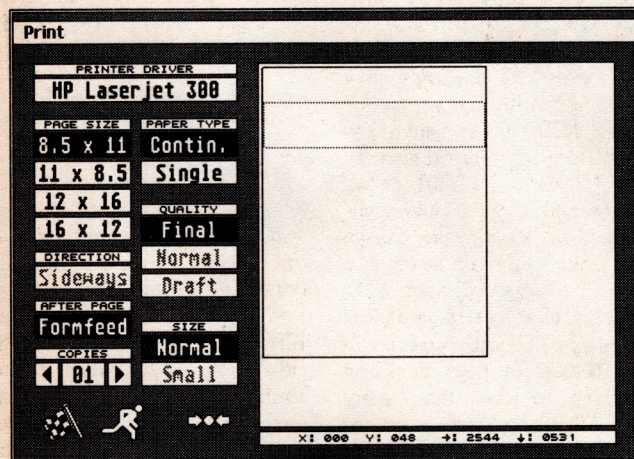 Print
PRINTER DRIVER
HP Laserjet 300
PAGE SIZE
8.5 x 11
11 x 8.5
12 x 16
16 x 12
DIRECTION
Sideways
AFTER PAGE
Formfeed
COPIES
01
PAPER TYPE
Contin.
Single
QUALITY
Final
Normal
Draft
SIZE
Normal
Small
X: 000 Y: 048 →: 2544 ↓: 0531